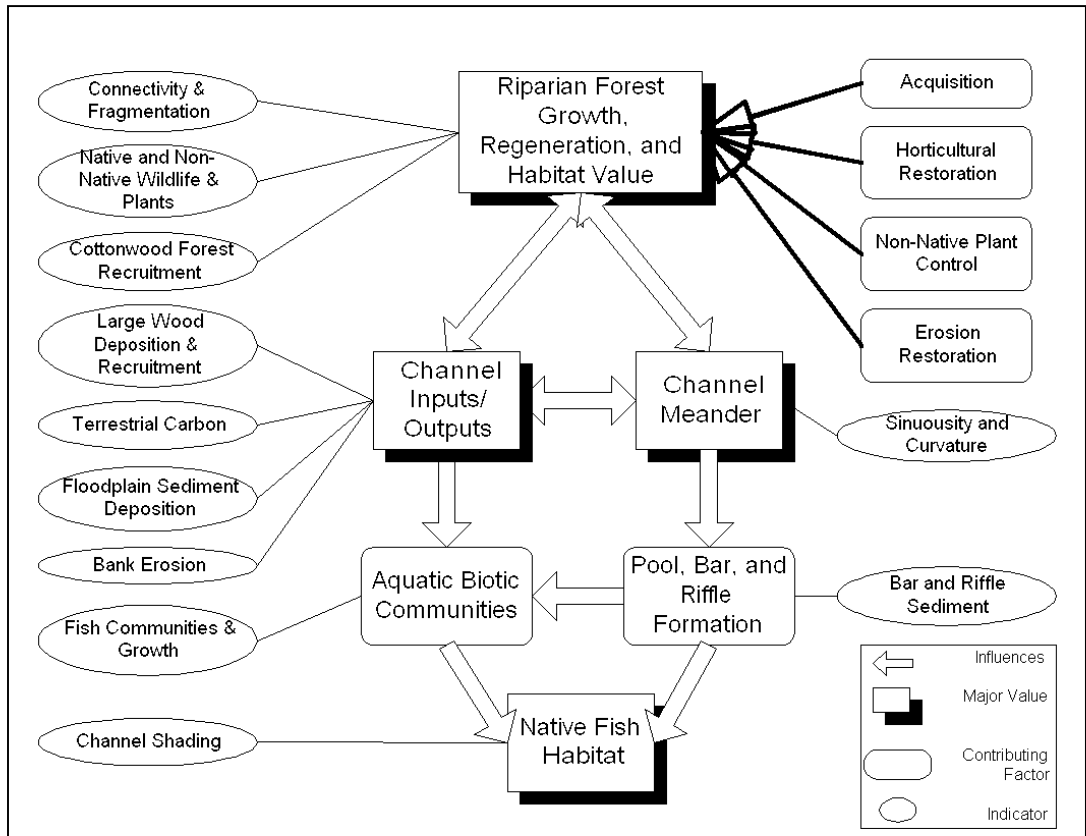 Connectivity &
Fragmentation
Native and Non-
Native Wildlife &
Plants
Cottonwood Forest
Recruitment
Large Wood
Deposition &
Recruitment
Terrestrial Carbon
Floodplain Sediment
Deposition
Bank Erosion
Fish Communities &
Growth
Channel Shading
Riparian Forest
Growth,
Regeneration, and
Habitat Value
Channel
Inputs/
Outputs
Channel
Meander
Aquatic Biotic
Communities
Pool, Bar, and
Riffle
Formation
Native Fish
Habitat
Acquisition
Horticultural
Restoration
Non-Native Plant
Control
Erosion
Restoration
Sinuousity and
Curvature
Bar and Riffle
Sediment
Influences
Major Value
Contributing
Factor
Indicator